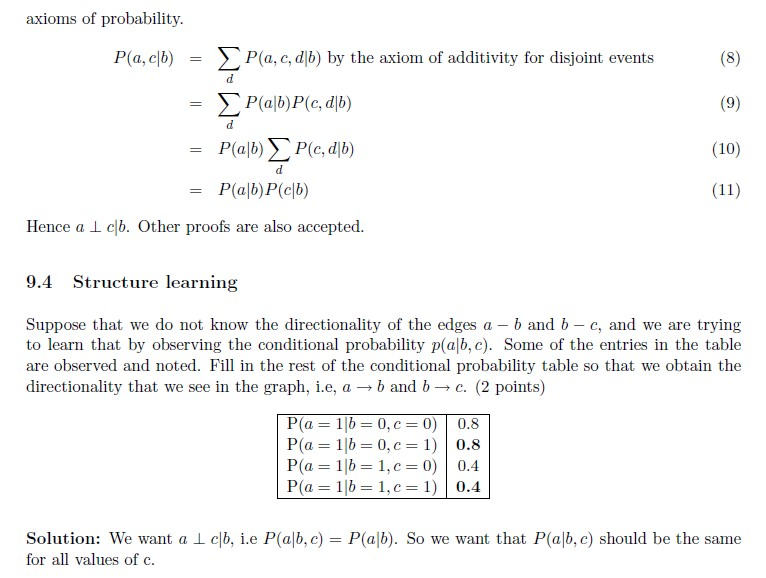 axioms of probability.
P(a, c|b) = ∑_d P(a, c, d|b) by the axiom of additivity for disjoint events (8)
= ∑_d P(a|b)P(c, d|b) (9)
= P(a|b) ∑_d P(c, d|b) (10)
= P(a|b)P(c|b) (11)
Hence a ⊥ c|b. Other proofs are also accepted.
9.4 Structure learning
Suppose that we do not know the directionality of the edges a − b and b − c, and we are trying
to learn that by observing the conditional probability p(a|b, c). Some of the entries in the table
are observed and noted. Fill in the rest of the conditional probability table so that we obtain the
directionality that we see in the graph, i.e, a → b and b → c. (2 points)
P(a = 1|b = 0, c = 0) 0.8
P(a = 1|b = 0, c = 1) 0.8
P(a = 1|b = 1, c = 0) 0.4
P(a = 1|b = 1, c = 1) 0.4
Solution: We want a ⊥ c|b, i.e P(a|b, c) = P(a|b). So we want that P(a|b, c) should be the same
for all values of c.